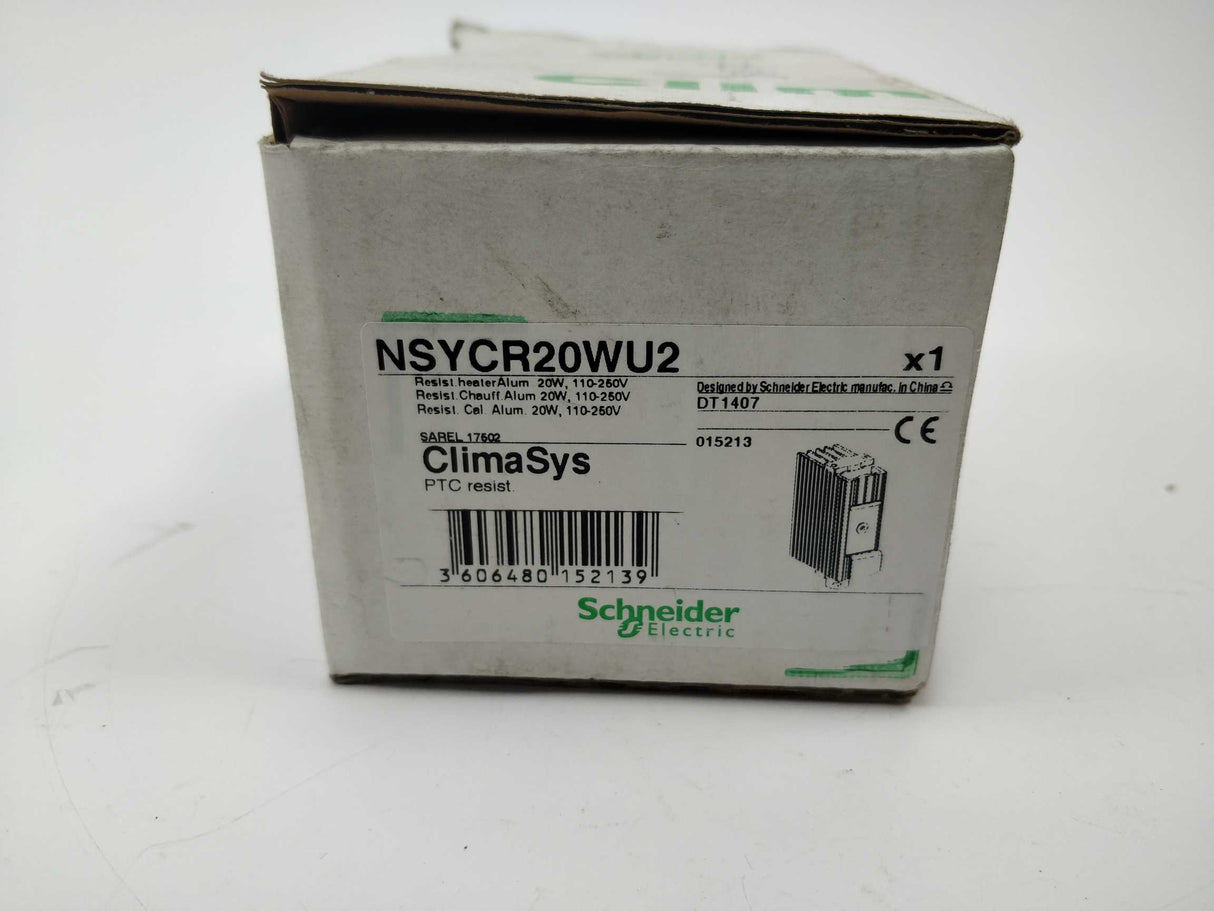 Clim
NSYCR20WU2 x1
Resist.heaterAlum 20W, 110-250V
Resist.Chauff.Alum 20W, 110-250V
Resist. Cal. Alum. 20W, 110-250V
Designed by Schneider Electric manufac. in China
DT1407
SAREL 17502
015213 CE
ClimaSys
PTC resist.
3 606480 152139
Schneider
Electric